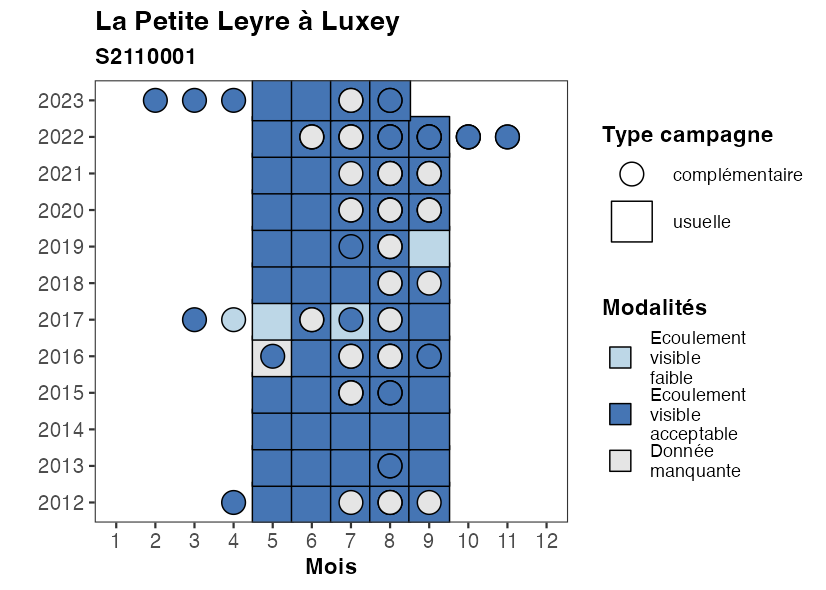 La Petite Leyre à Luxey
S2110001
2023
2022
2021
2020
2019
2018
2017
2016
2015
2014
2013
2012
1 2 3 4 5 6 7 8 9 10 11 12
Mois
Type campagne
complémentaire
usuelle
Modalités
Ecoulement
visible
faible
Ecoulement
visible
acceptable
Donnée
manquante